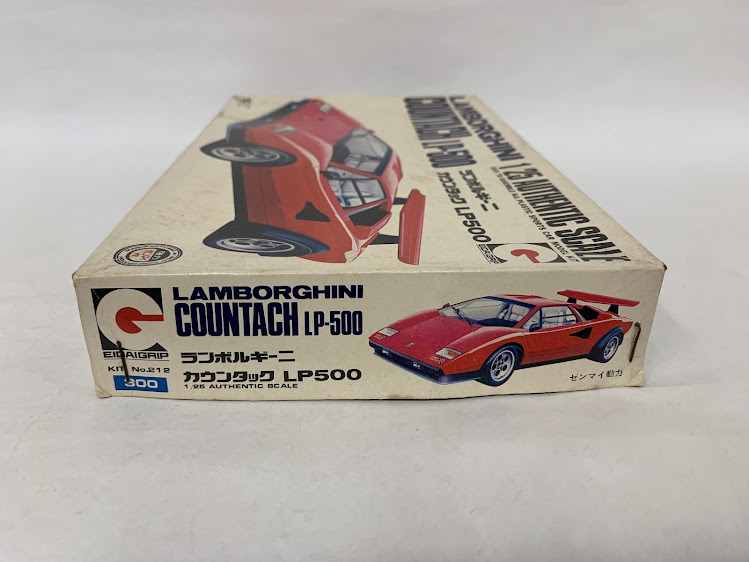 LAMBORGHINI
COUNTACH LP-500
ランボルギーニ
カウンタック LP500
1/25 AUTHENTIC SCALE
EIDAIGRIP
LAMBORGHINI
COUNTACH LP-500
ランボルギーニ
カウンタック LP500
1/25 AUTHENTIC SCALE
EIDAIGRIP
KIT No.212
300
ゼンマイ動力